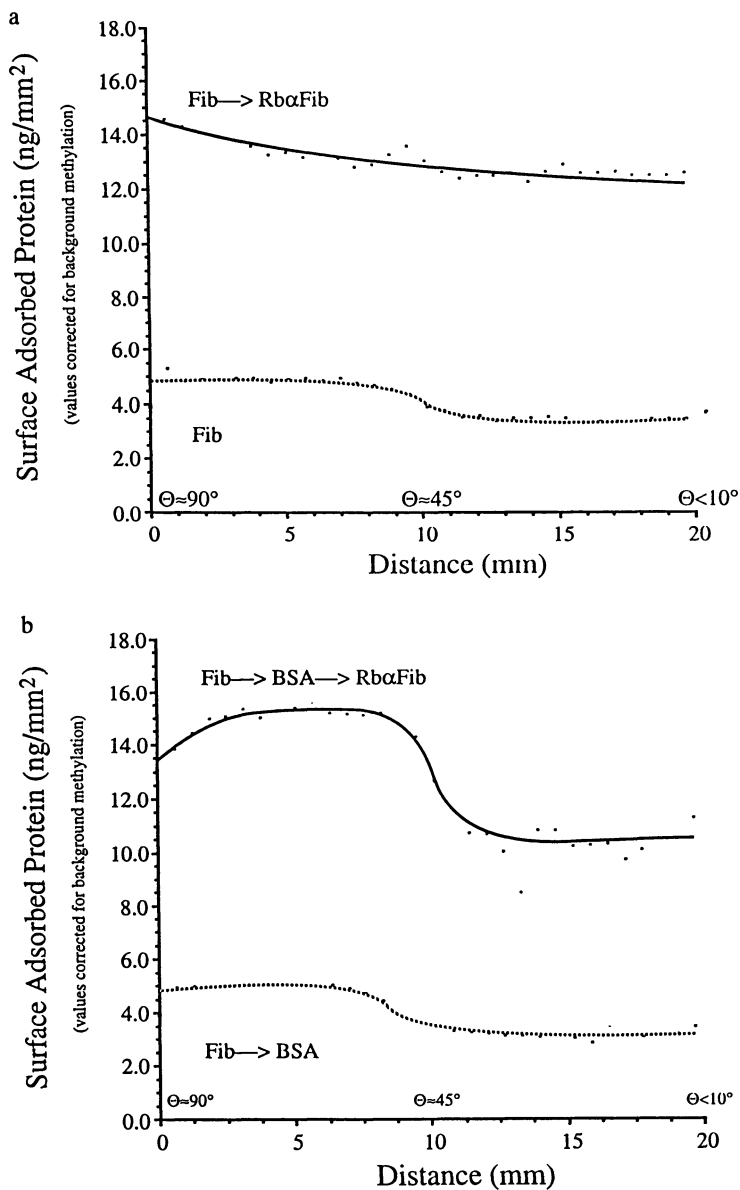 a
Surface Adsorbed Protein (ng/mm²)
(values corrected for background methylation)
18.0
16.0
14.0
12.0
10.0
8.0
6.0
4.0
2.0
0.0
Fib—> RbαFib
Fib
Θ≈90° Θ≈45° Θ<10°
0 5 10 15 20
Distance (mm)
b
Surface Adsorbed Protein (ng/mm²)
(values corrected for background methylation)
18.0
16.0
14.0
12.0
10.0
8.0
6.0
4.0
2.0
0.0
Fib—> BSA—> RbαFib
Fib—> BSA
Θ≈90° Θ≈45° Θ<10°
0 5 10 15 20
Distance (mm)